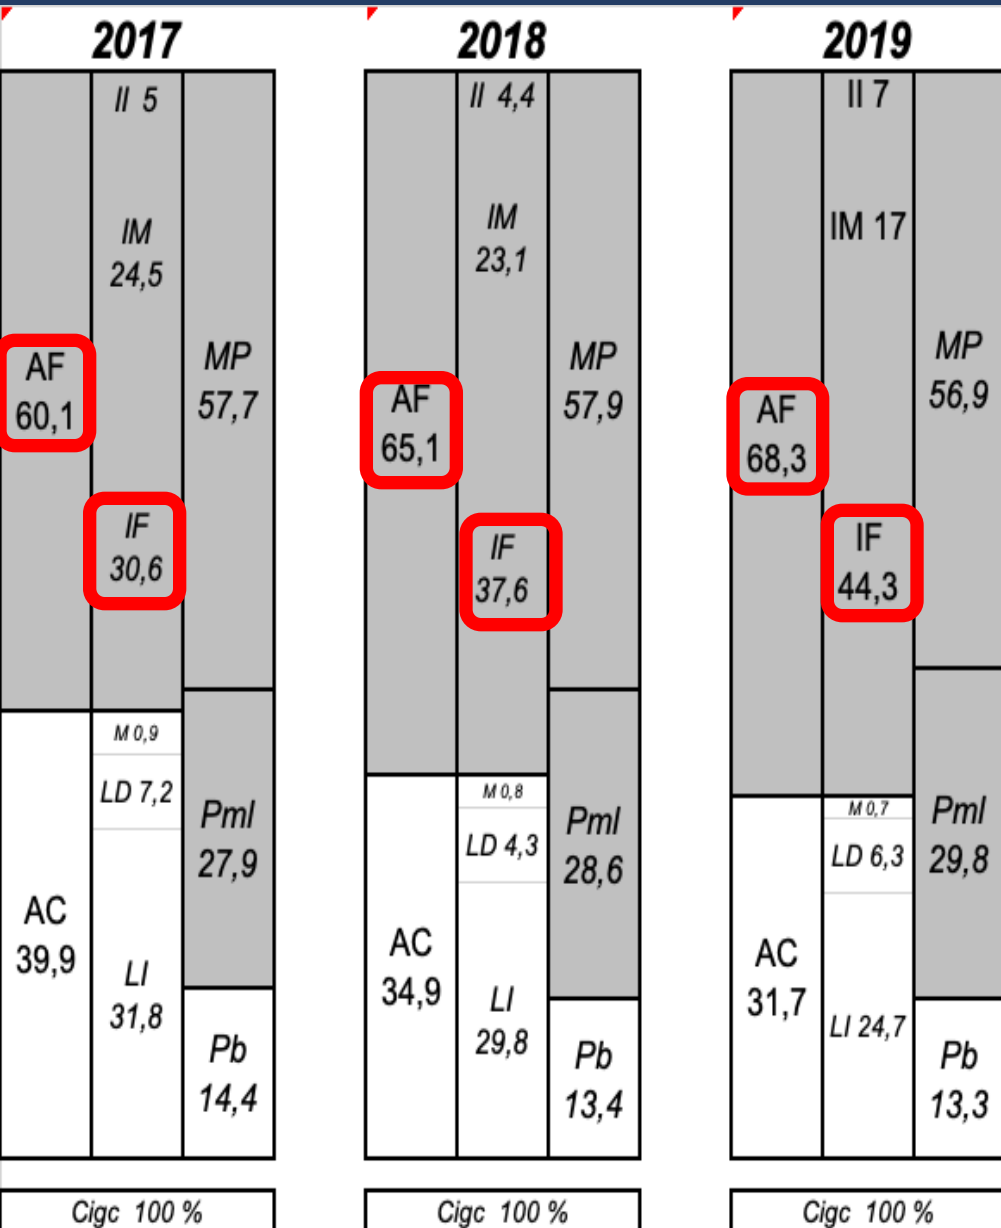 2017
II 5
IM
24,5
AF
60,1
IF
30,6
MP
57,7
M 0,9
LD 7,2
AC
39,9
LI
31,8
Pml
27,9
Pb
14,4
Cigc 100 %
2018
II 4,4
IM
23,1
AF
65,1
IF
37,6
MP
57,9
M 0,8
LD 4,3
AC
34,9
LI
29,8
Pml
28,6
Pb
13,4
Cigc 100 %
2019
II 7
IM 17
AF
68,3
IF
44,3
MP
56,9
M 0,7
LD 6,3
AC
31,7
LI 24,7
Pml
29,8
Pb
13,3
Cigc 100 %